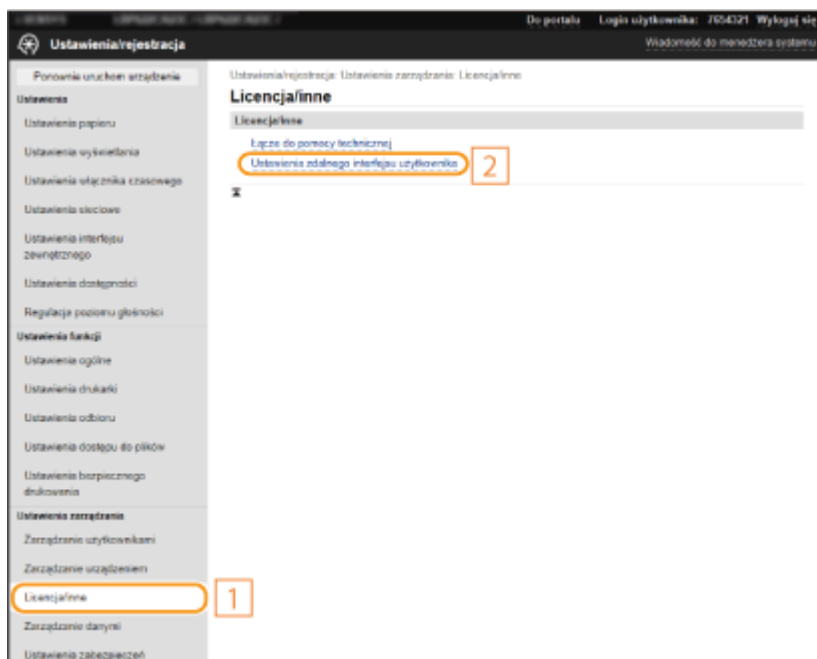 Do portalu Login użytkownika: 7654321 Wyloguj się
Ustawienia/rejestracja
Wiadomość do menedżera systemu
Ponownie uruchom urządzenie
Ustawienia
Ustawienia papieru
Ustawienia wyświetlania
Ustawienia włącznika czasowego
Ustawienia sieciowe
Ustawienia interfejsu
zewnętrznego
Ustawienia dostępności
Regulacja poziomu głośności
Ustawienia funkcji
Ustawienia ogólne
Ustawienia drukarki
Ustawienia odbioru
Ustawienia dostępu do plików
Ustawienia bezpiecznego
drukowania
Ustawienia zarządzania
Zarządzanie użytkownikami
Zarządzanie urządzeniem
Licencja/inne
1
Zarządzanie danymi
Ustawienia zabezpieczeń
Ustawienia/rejestracja: Ustawienia zarządzania: Licencja/inne
Licencja/inne
Licencja/inne
Łącze do pomocy technicznej
Ustawienia zdalnego interfejsu użytkownika
2